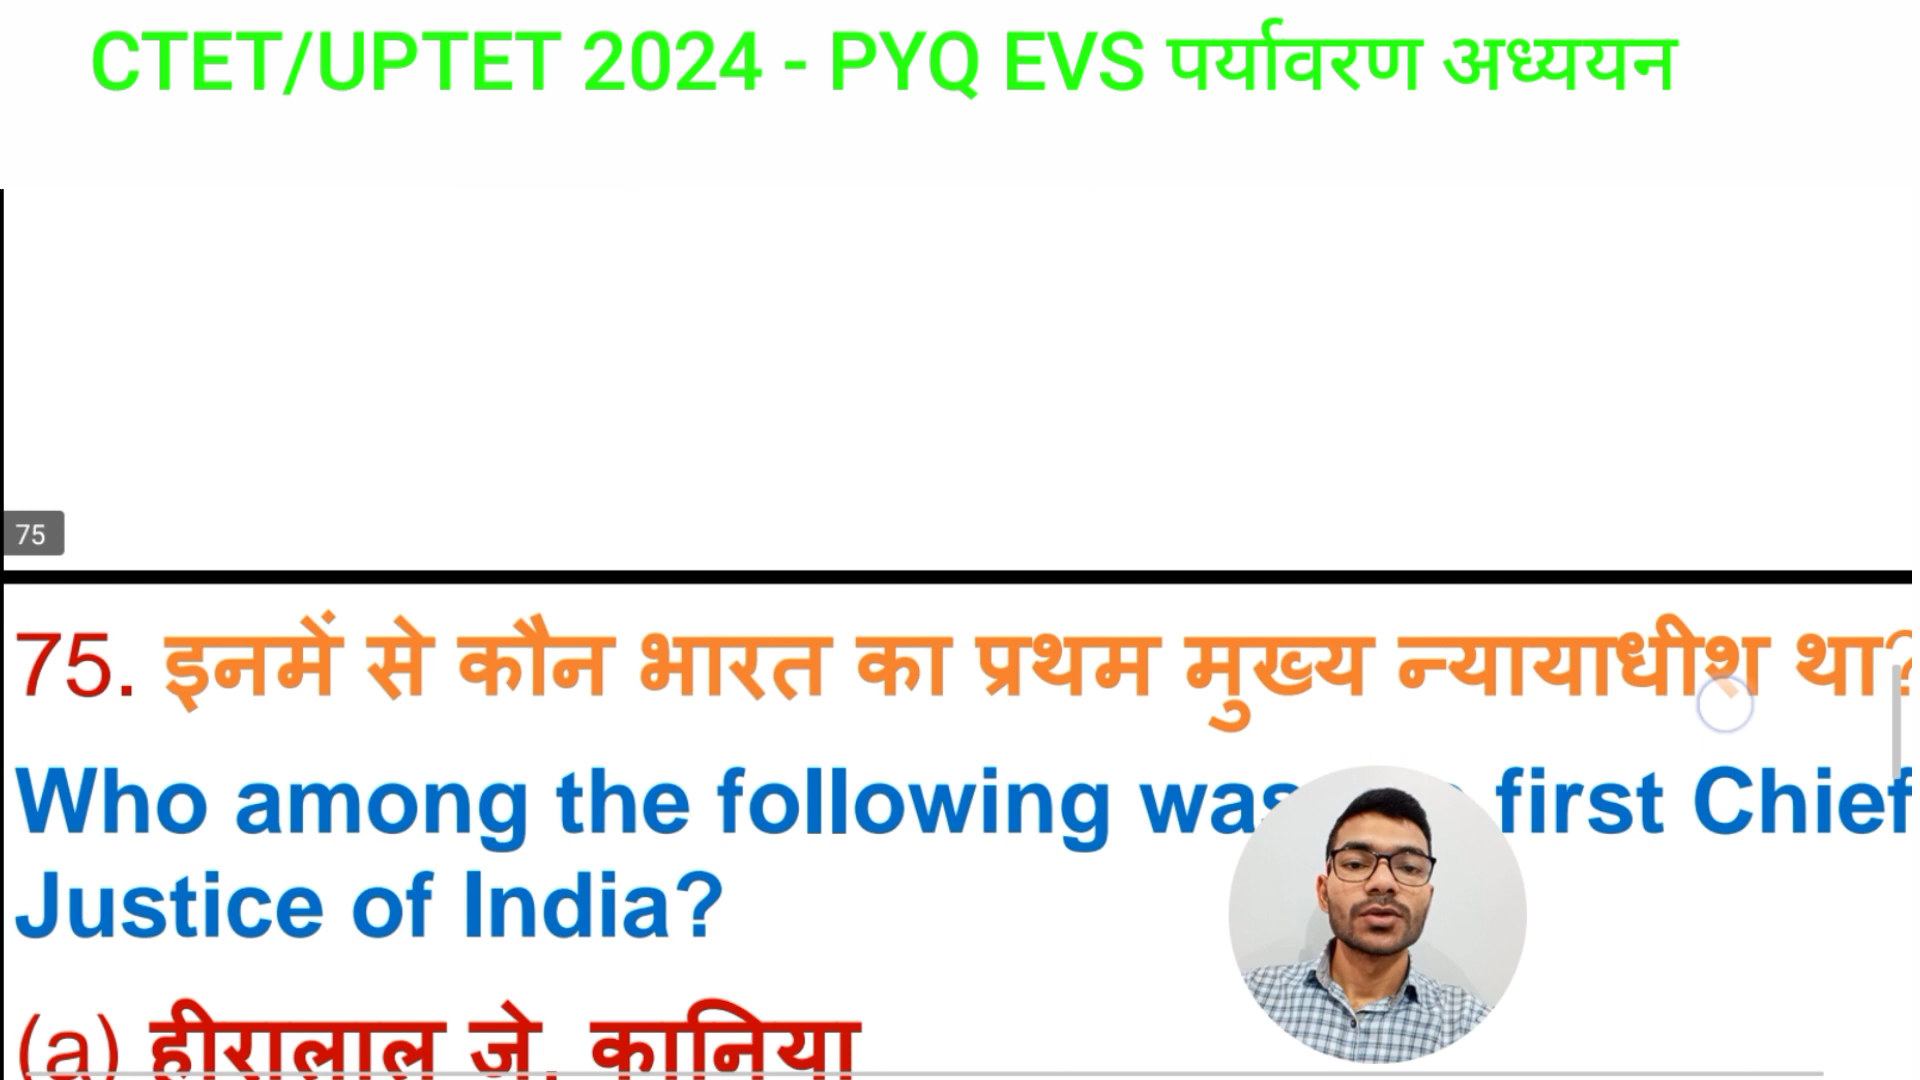 CTET/UPTET 2024 - PYQ EVS पर्यावरण अध्ययन
75
75. इनमें से कौन भारत का प्रथम मुख्य न्यायाधीश था?
Who among the following was first Chief
Justice of India?
(a) हीरालाल जे. कानिया